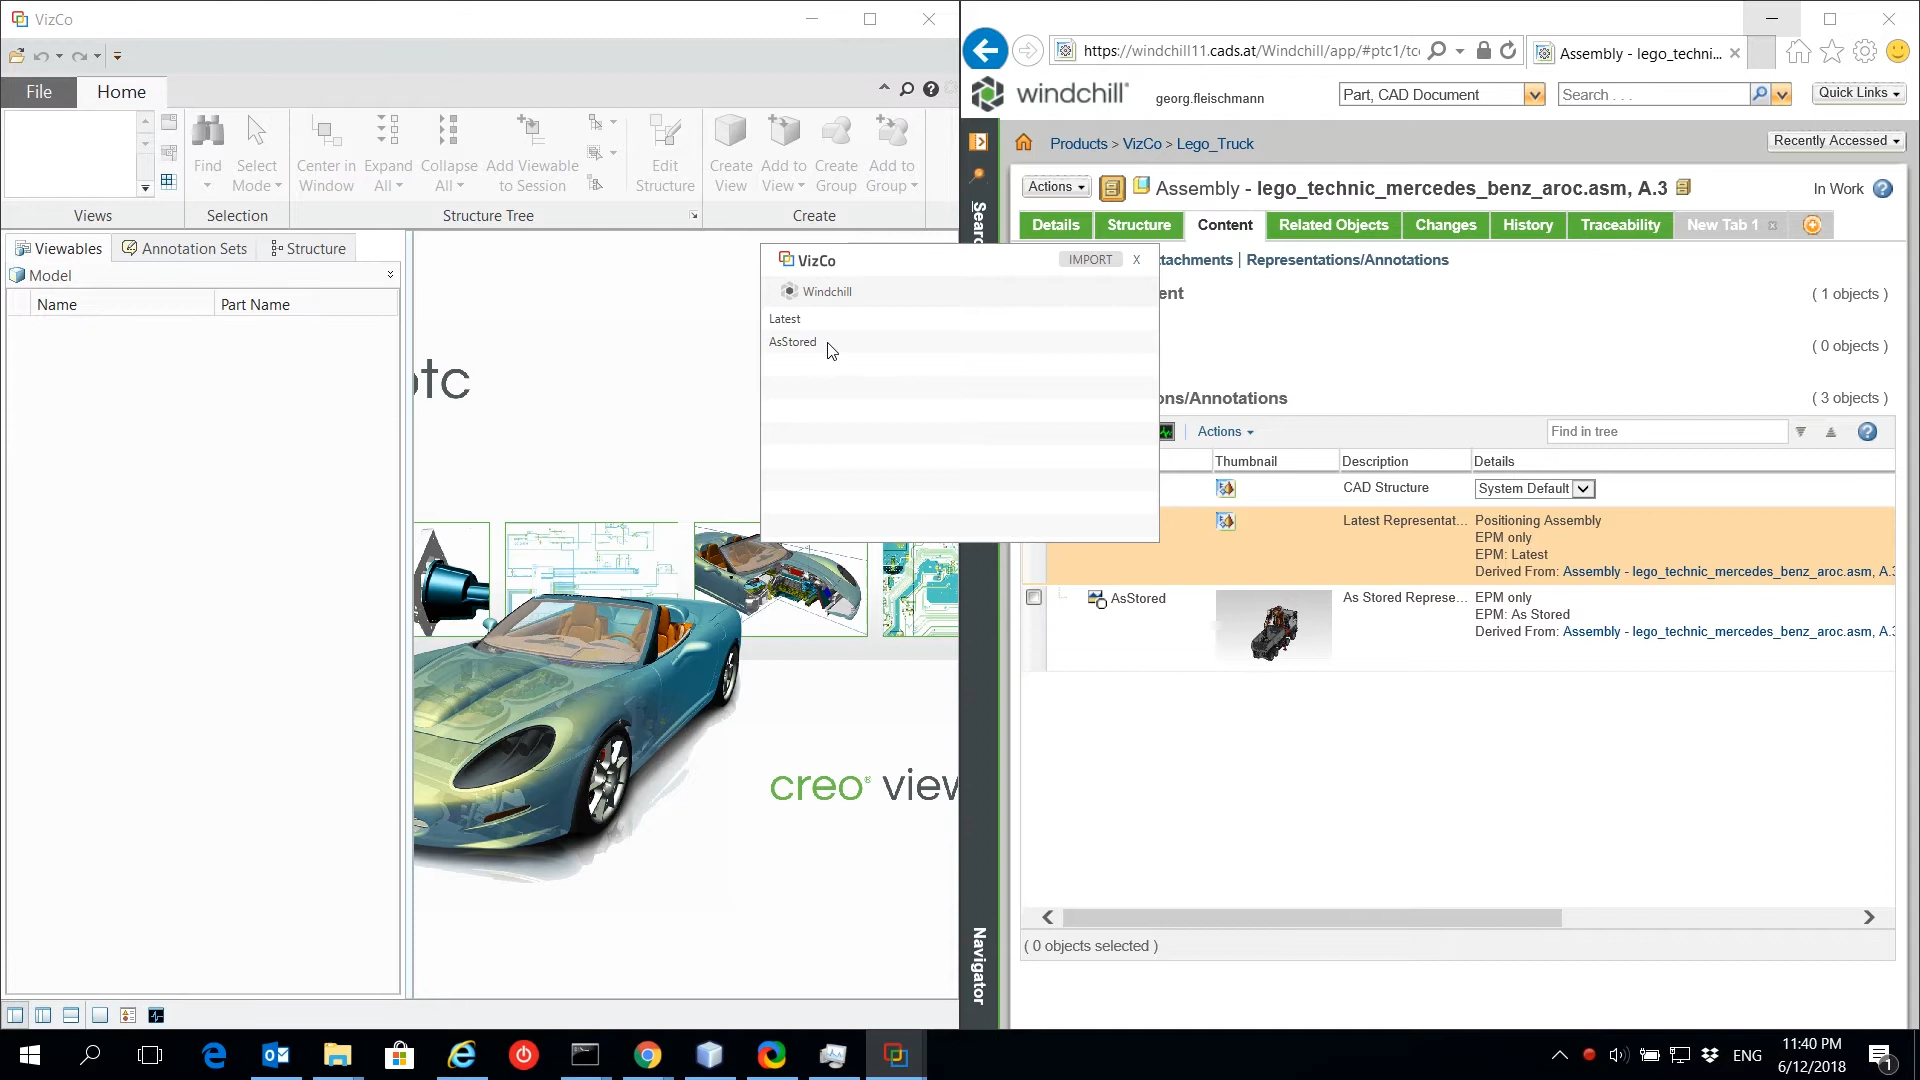 VizCo
File
Home
Find
Select
Mode
Center in
Window
Expand
All
Collapse
All
Add Viewable
to Session
Edit
Structure
Create
View
Add to
View
Create
Group
Add to
Group
Views
Selection
Structure Tree
Create
Viewables
Annotation Sets
Structure
Model
Name
Part Name
ptc
creo® view
VizCo
IMPORT
X
Windchill
Latest
AsStored
https://windchill11.cads.at/Windchill/app/#ptc1/tc
Assembly - lego_techni...
windchill
georg.fleischmann
Part, CAD Document
Search . . .
Quick Links
Products > VizCo > Lego_Truck
Recently Accessed
Actions
Assembly - lego_technic_mercedes_benz_aroc.asm, A.3
In Work
Details
Structure
Content
Related Objects
Changes
History
Traceability
New Tab 1
Search
tachments | Representations/Annotations
ent
( 1 objects )
( 0 objects )
ons/Annotations
( 3 objects )
Actions
Find in tree
Thumbnail
Description
Details
CAD Structure
System Default
Latest Representat...
Positioning Assembly
EPM only
EPM: Latest
Derived From: Assembly - lego_technic_mercedes_benz_aroc.asm, A.3
AsStored
As Stored Represe...
EPM only
EPM: As Stored
Derived From: Assembly - lego_technic_mercedes_benz_aroc.asm, A.3
( 0 objects selected )
Navigator
ENG
11:40 PM
6/12/2018
1